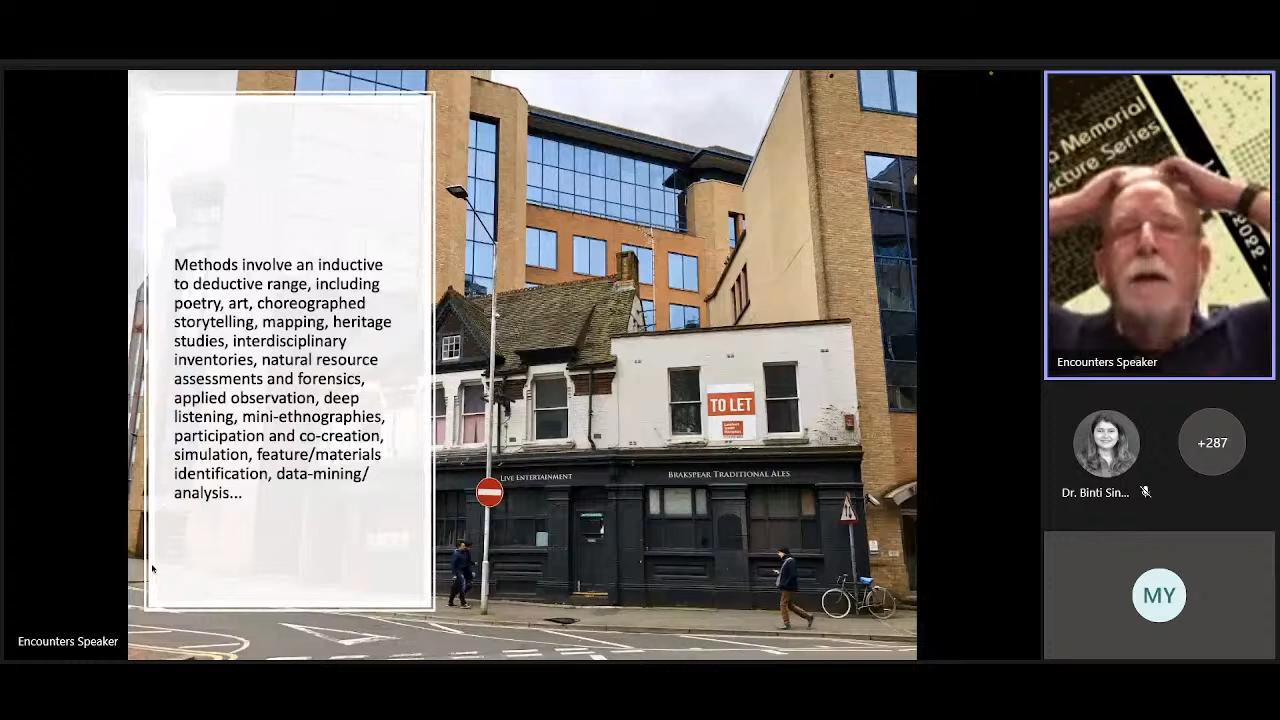 Methods involve an inductive
to deductive range, including
poetry, art, choreographed
storytelling, mapping, heritage
studies, interdisciplinary
inventories, natural resource
assessments and forensics,
applied observation, deep
listening, mini-ethnographies,
participation and co-creation,
simulation, feature/materials
identification, data-mining/
analysis...
TO LET
LIVE ENTERTAINMENT
BRAKSPEAR TRADITIONAL ALES
Encounters Speaker
Memorial
cture Series
2022
Encounters Speaker
Dr. Binti Sin...
+287
MY